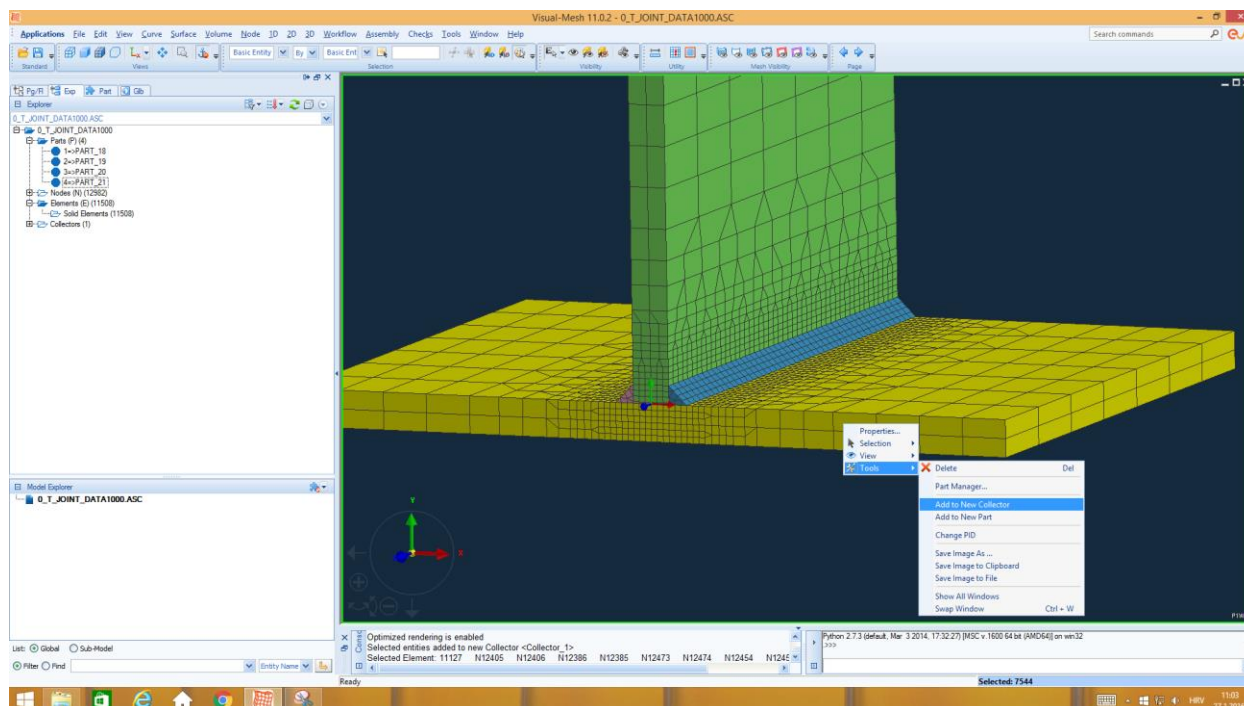 Visual-Mesh 11.0.2 - 0_T_JOINT_DATA1000.ASC
Applications File Edit View Curve Surface Volume Node 1D 2D 3D Workflow Assembly Checks Tools Window Help
Search commands
Basic Entity By Basic Ent
Standard Views Selection Visibility Utility Mesh Visibility Page
Pg/R Exp Part Glb
Explorer
0_T_JOINT_DATA1000.ASC
0_T_JOINT_DATA1000
Parts (P) (4)
1=>PART_18
2=>PART_19
3=>PART_20
4=>PART_21
Nodes (N) (12982)
Elements (E) (11508)
Solid Elements (11508)
Collectors (1)
Properties...
Selection
View
Tools
Delete Del
Part Manager...
Add to New Collector
Add to New Part
Change PID
Save Image As ...
Save Image to Clipboard
Save Image to File
Show All Windows
Swap Window Ctrl + W
Model Explorer
0_T_JOINT_DATA1000.ASC
Y
X
P1W
List: Global Sub-Model
Filter Find Entity Name
Cons
Optimized rendering is enabled
Selected entities added to new Collector <Collector_1>
Selected Element: 11127 N12405 N12406 N12386 N12385 N12473 N12474 N12454
Python 2.7.3 (default, Mar 3 2014, 17:32:27) [MSC v.1600 64 bit (AMD64)] on win32
>>>
Ready
Selected: 7544
HRV
11:03